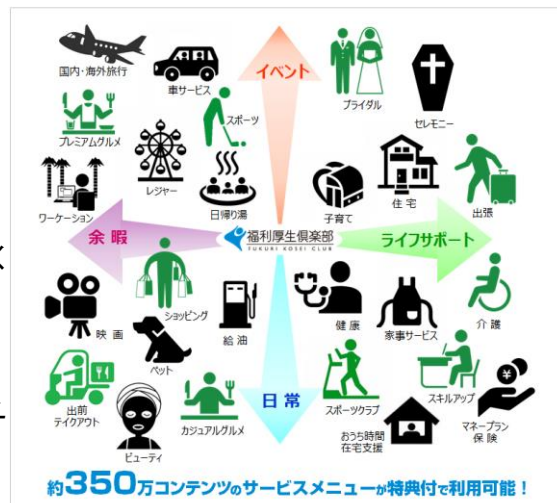 イベント
国内・海外旅行
車サービス
ブライダル
セレモニー
プレミアムグルメ
スポーツ
レジャー
ワーケーション
日帰り湯
子育て
住宅
出張
余暇
福利厚生倶楽部
FUKURI KOSEI CLUB
ライフサポート
映画
ショッピング
給油
健康
家事サービス
介護
ペット
出前
テイクアウト
ビューティ
カジュアルグルメ
日常
スポーツクラブ
スキルアップ
おうち時間
在宅支援
マネープラン
保険
約350万コンテンツのサービスメニューが特典付で利用可能！